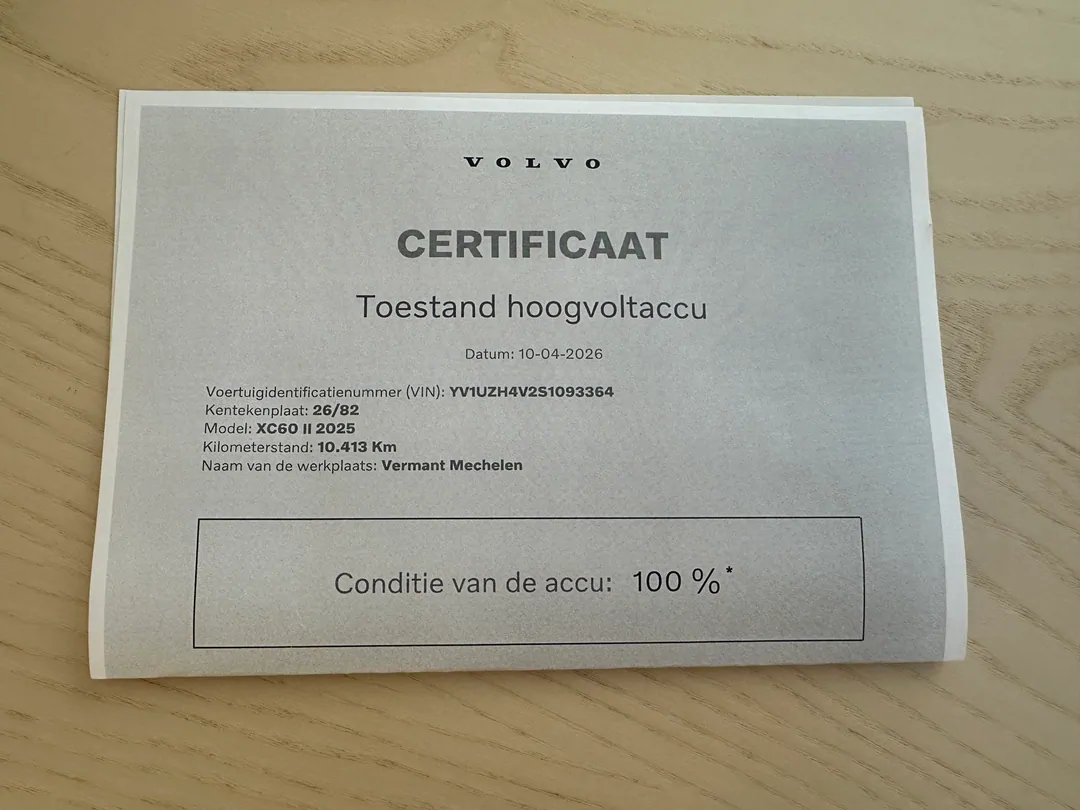 VOLVO
CERTIFICAAT
Toestand hoogvoltaccu
Datum: 10-04-2026
Voertuigidentificatienummer (VIN): YV1UZH4V2S1093364
Kentekenplaat: 26/82
Model: XC60 II 2025
Kilometerstand: 10.413 Km
Naam van de werkplaats: Vermant Mechelen
Conditie van de accu: 100 %*